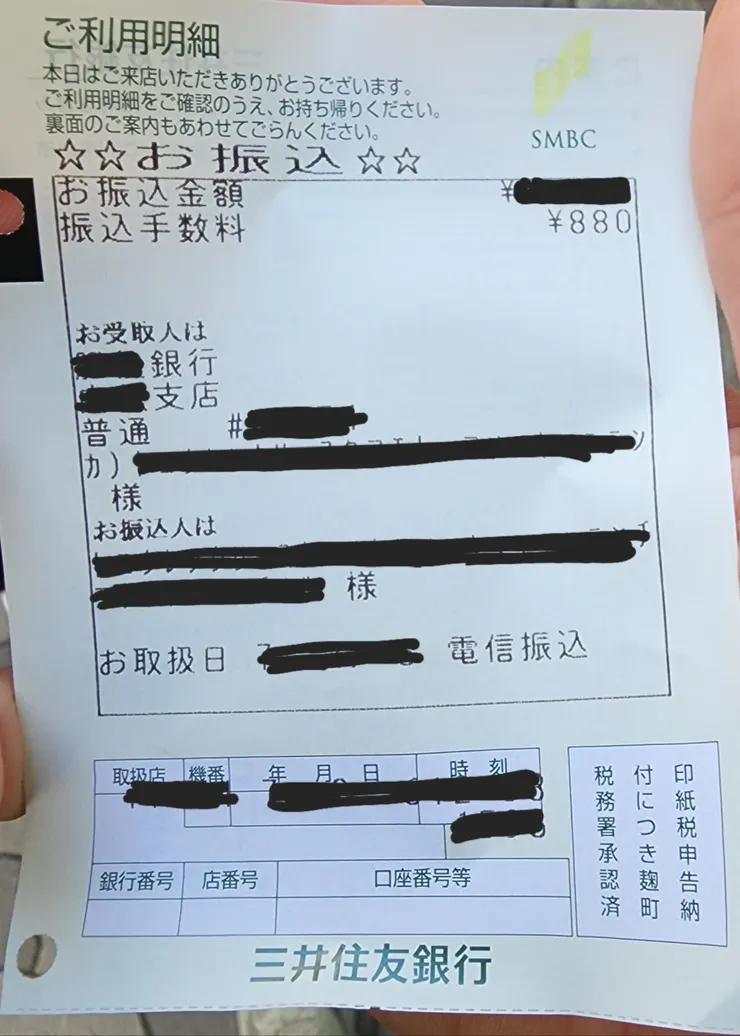 ご利用明細
本日はご来店いただきありがとうございます。
ご利用明細をご確認のうえ、お持ち帰りください。
裏面のご案内もあわせてごらんください。
SMBC
☆☆お振込☆☆
お振込金額 ¥
振込手数料 ¥880
お受取人は
銀行
支店
普通 #
カ)
様
お振込人は
様
お取扱日 電信振込
取扱店 機番 年 月 日 時刻
銀行番号 店番号 口座番号等
印紙税申告納
付につき麹町
税務署承認済
三井住友銀行